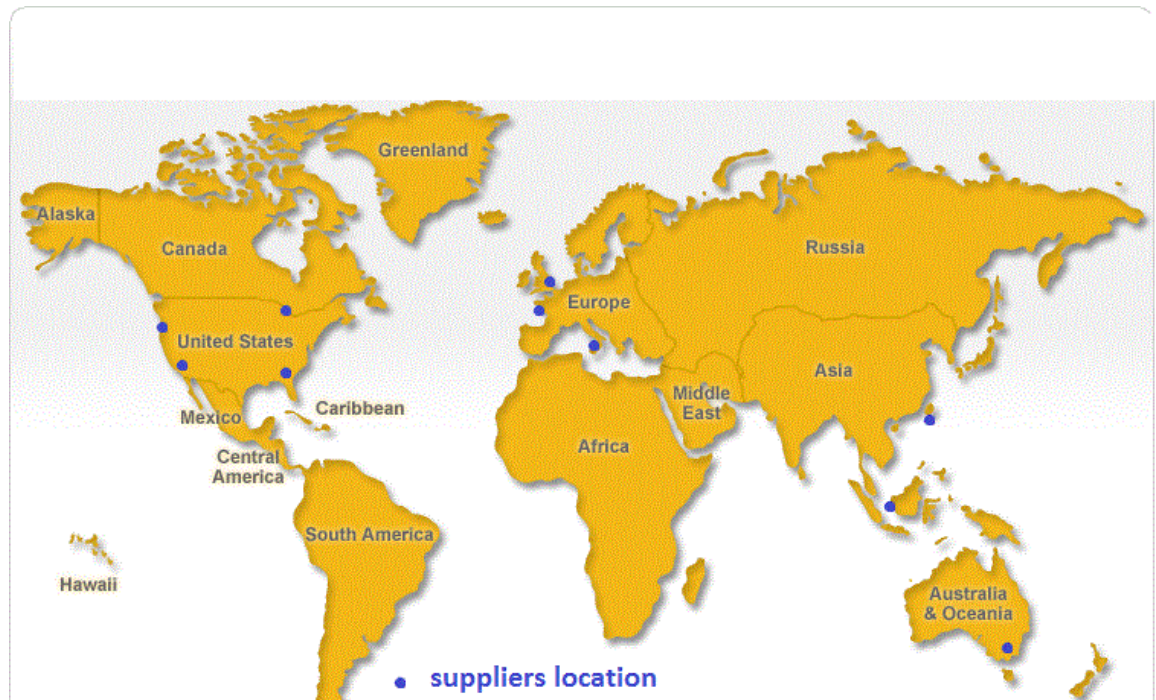 Greenland
Alaska
Canada
Russia
Europe
United States
Asia
Middle
East
Mexico
Caribbean
Africa
Central
America
South America
Hawaii
Australia
& Oceania
suppliers location